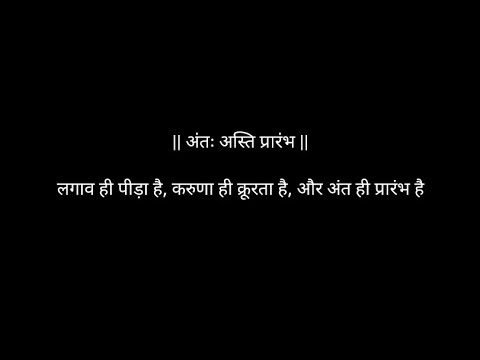 || अंतः अस्ति प्रारंभ ||
लगाव ही पीड़ा है, करुणा ही क्रूरता है, और अंत ही प्रारंभ है